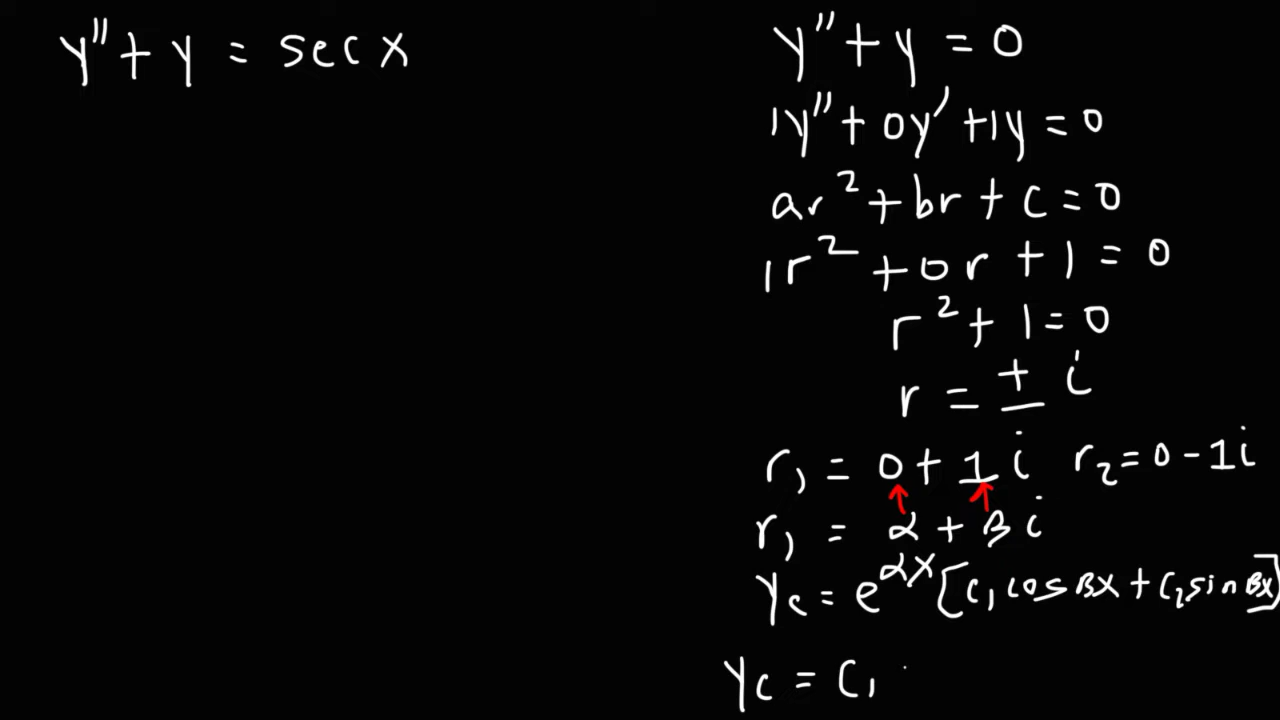 y'' + y = sec x
y'' + y = 0
1y'' + 0y' + 1y = 0
ar² + br + c = 0
1r² + 0r + 1 = 0
r² + 1 = 0
r = ± i
r₁ = 0 + 1i r₂ = 0 - 1i
r₁ = α + βi
yc = e^αx [c₁ cos βx + c₂ sin βx]
yc = c₁